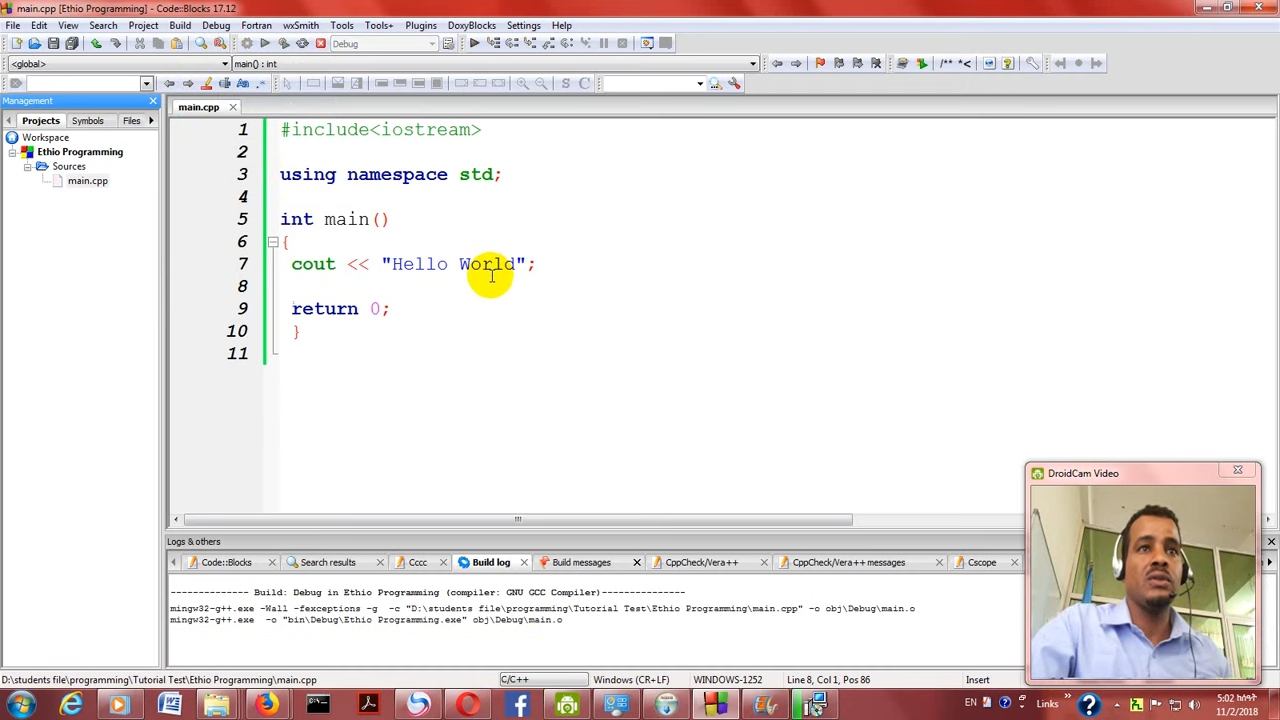 main.cpp [Ethio Programming] - Code::Blocks 17.12
File Edit View Search Project Build Debug Fortran wxSmith Tools Tools+ Plugins DoxyBlocks Settings Help
Debug
<global> main() : int
/** *<
S C
Management
Projects Symbols Files
Workspace
Ethio Programming
Sources
main.cpp
main.cpp
1 #include<iostream>
2
3 using namespace std;
4
5 int main()
6 {
7 cout << "Hello World";
8
9 return 0;
10 }
11
DroidCam Video
Logs & others
Code::Blocks Search results Cccc Build log Build messages CppCheck/Vera++ CppCheck/Vera++ messages Cscope
-------------- Build: Debug in Ethio Programming (compiler: GNU GCC Compiler)---------------
mingw32-g++.exe -Wall -fexceptions -g -c "D:\students file\programming\Tutorial Test\Ethio Programming\main.cpp" -o obj\Debug\main.o
mingw32-g++.exe -o "bin\Debug\Ethio Programming.exe" obj\Debug\main.o
D:\students file\programming\Tutorial Test\Ethio Programming\main.cpp C/C++ Windows (CR+LF) WINDOWS-1252 Line 8, Col 1, Pos 86 Insert
EN Links
5:02
11/2/2018